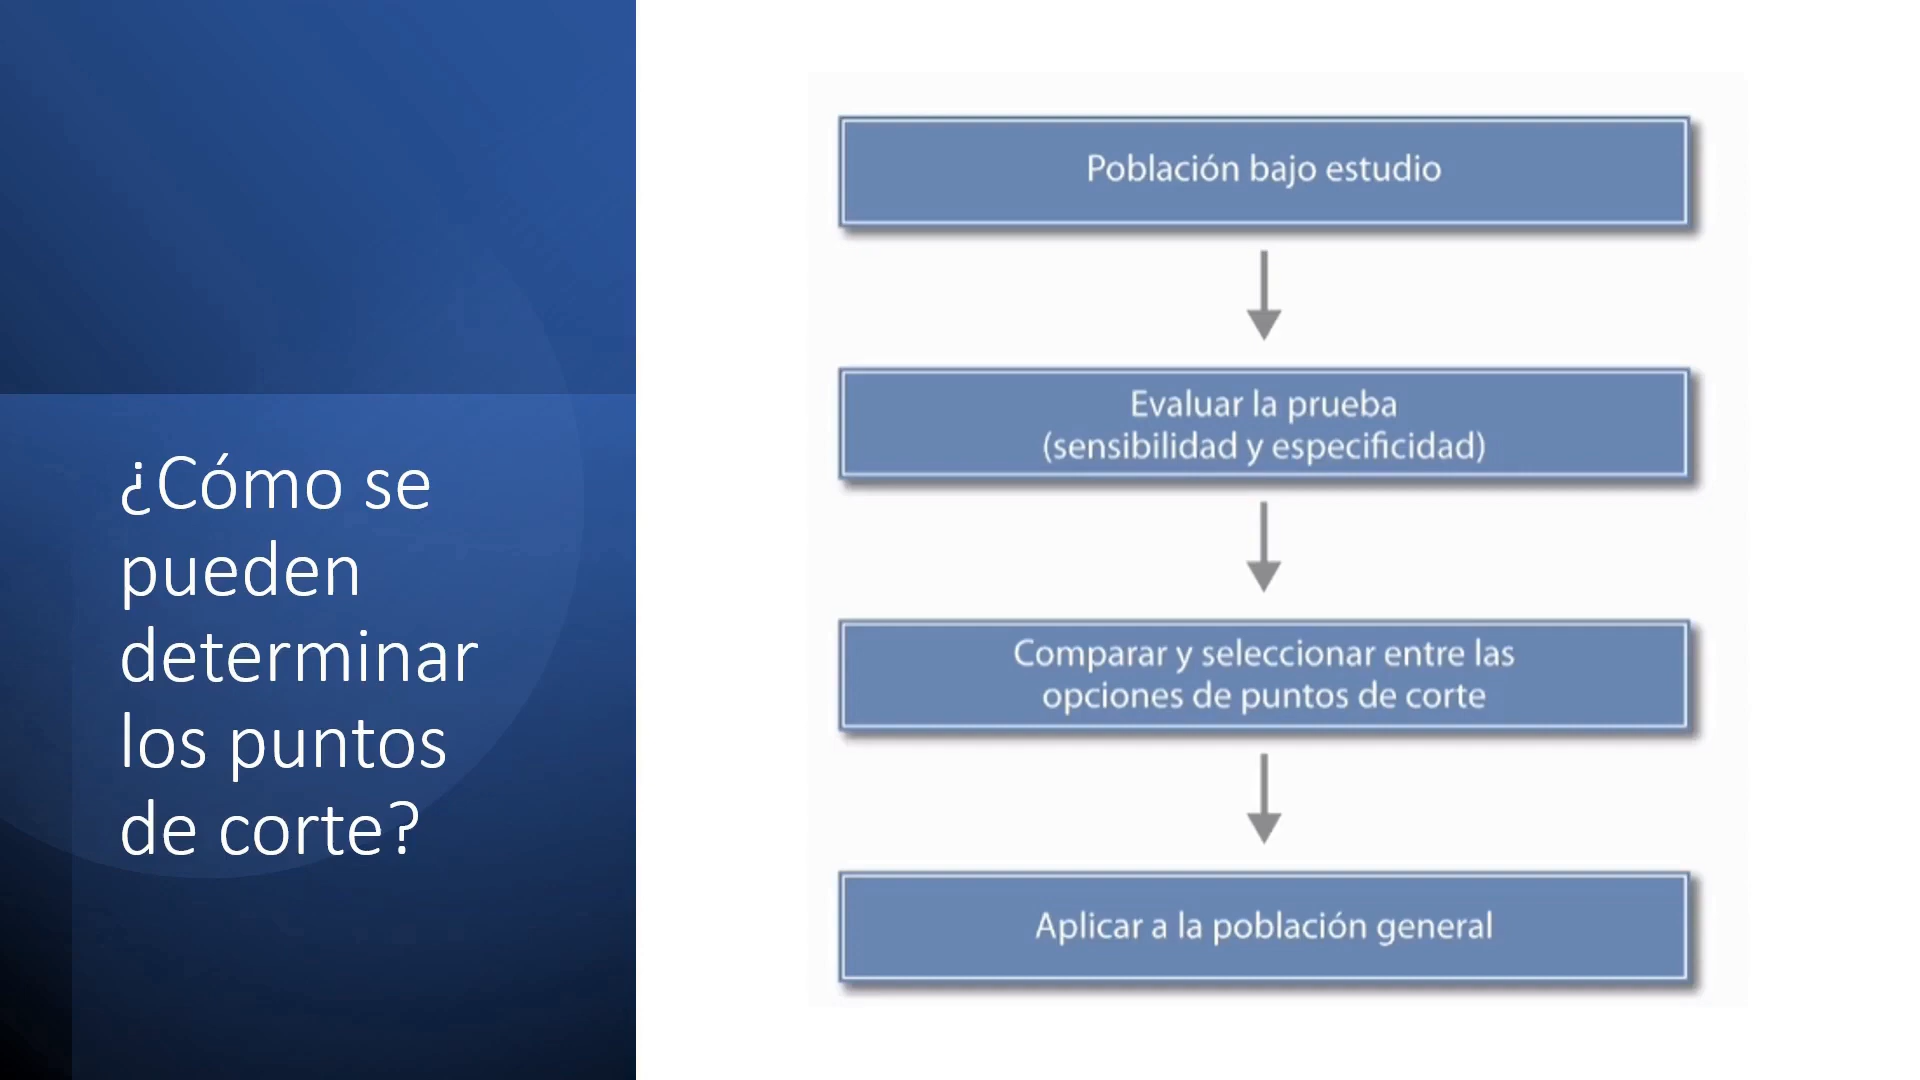 ¿Cómo se
pueden
determinar
los puntos
de corte?
Población bajo estudio
Evaluar la prueba
(sensibilidad y especificidad)
Comparar y seleccionar entre las
opciones de puntos de corte
Aplicar a la población general